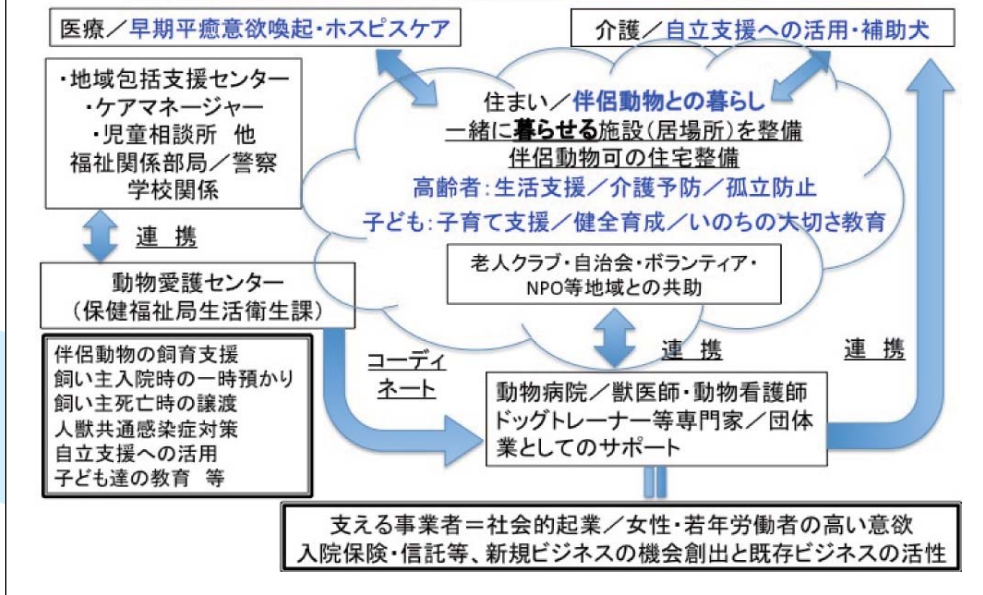 医療／早期平癒意欲喚起・ホスピスケア
介護／自立支援への活用・補助犬
・地域包括支援センター
・ケアマネージャー
・児童相談所 他
福祉関係部局／警察
学校関係
住まい／伴侶動物との暮らし
一緒に暮らせる施設(居場所)を整備
伴侶動物可の住宅整備
高齢者：生活支援／介護予防／孤立防止
子ども：子育て支援／健全育成／いのちの大切さ教育
老人クラブ・自治会・ボランティア・
NPO等地域との共助
連 携
動物愛護センター
(保健福祉局生活衛生課)
伴侶動物の飼育支援
飼い主入院時の一時預かり
飼い主死亡時の譲渡
人獣共通感染症対策
自立支援への活用
子ども達の教育 等
コーディ
ネート
連 携
連 携
動物病院／獣医師・動物看護師
ドッグトレーナー等専門家／団体
業としてのサポート
支える事業者＝社会的起業／女性・若年労働者の高い意欲
入院保険・信託等、新規ビジネスの機会創出と既存ビジネスの活性